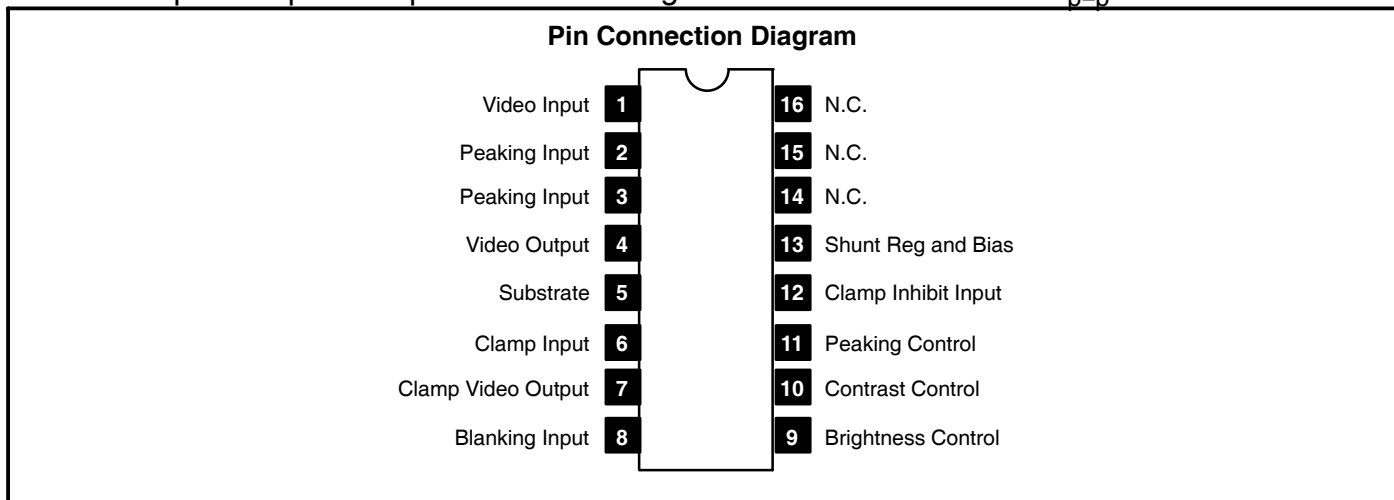 p–p
Pin Connection Diagram
Video Input 1
Peaking Input 2
Peaking Input 3
Video Output 4
Substrate 5
Clamp Input 6
Clamp Video Output 7
Blanking Input 8
16 N.C.
15 N.C.
14 N.C.
13 Shunt Reg and Bias
12 Clamp Inhibit Input
11 Peaking Control
10 Contrast Control
9 Brightness Control